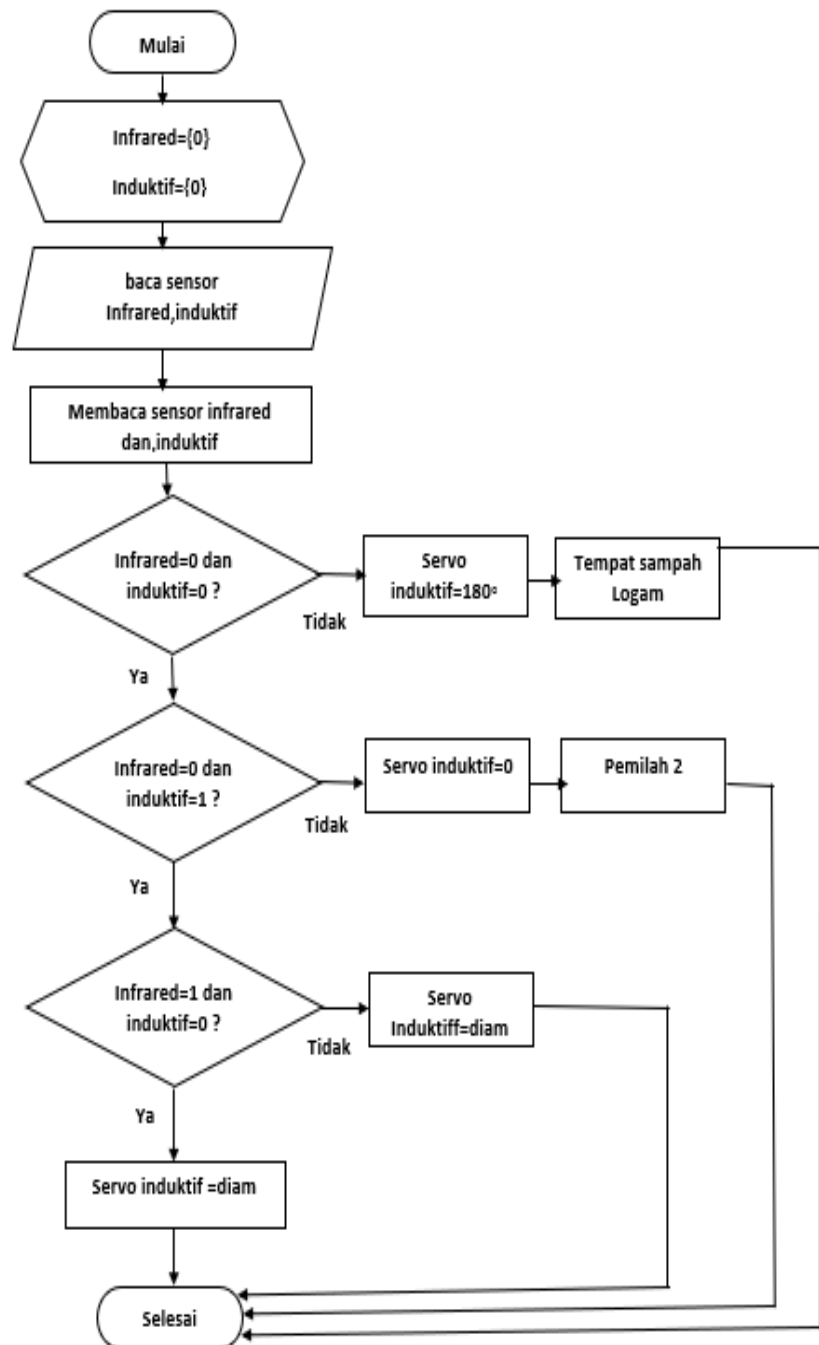 Mulai
Infrared={0}
Induktif={0}
baca sensor
Infrared,induktif
Membaca sensor infrared
dan,induktif
Infrared=0 dan
induktif=0 ?
Tidak
Servo
induktif=180°
Tempat sampah
Logam
Ya
Infrared=0 dan
induktif=1 ?
Tidak
Servo induktif=0
Pemilah 2
Ya
Infrared=1 dan
induktif=0 ?
Tidak
Servo
Induktiff=diam
Ya
Servo induktif =diam
Selesai